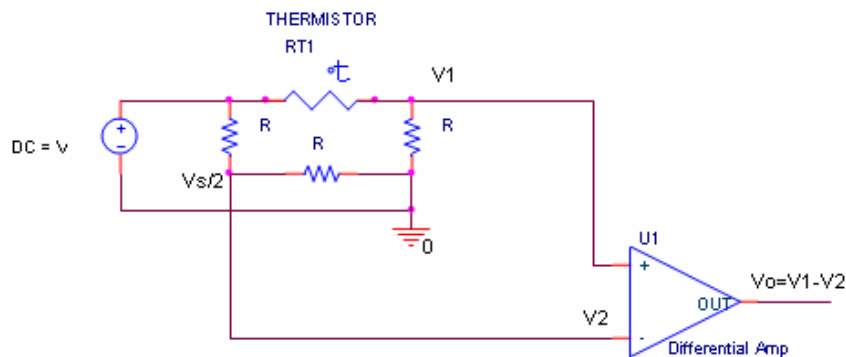 THERMISTOR
RT1
°t
V1
DC = V
R
R
R
Vs/2
0
U1
+
OUT
-
Vo=V1-V2
V2
Differential Amp